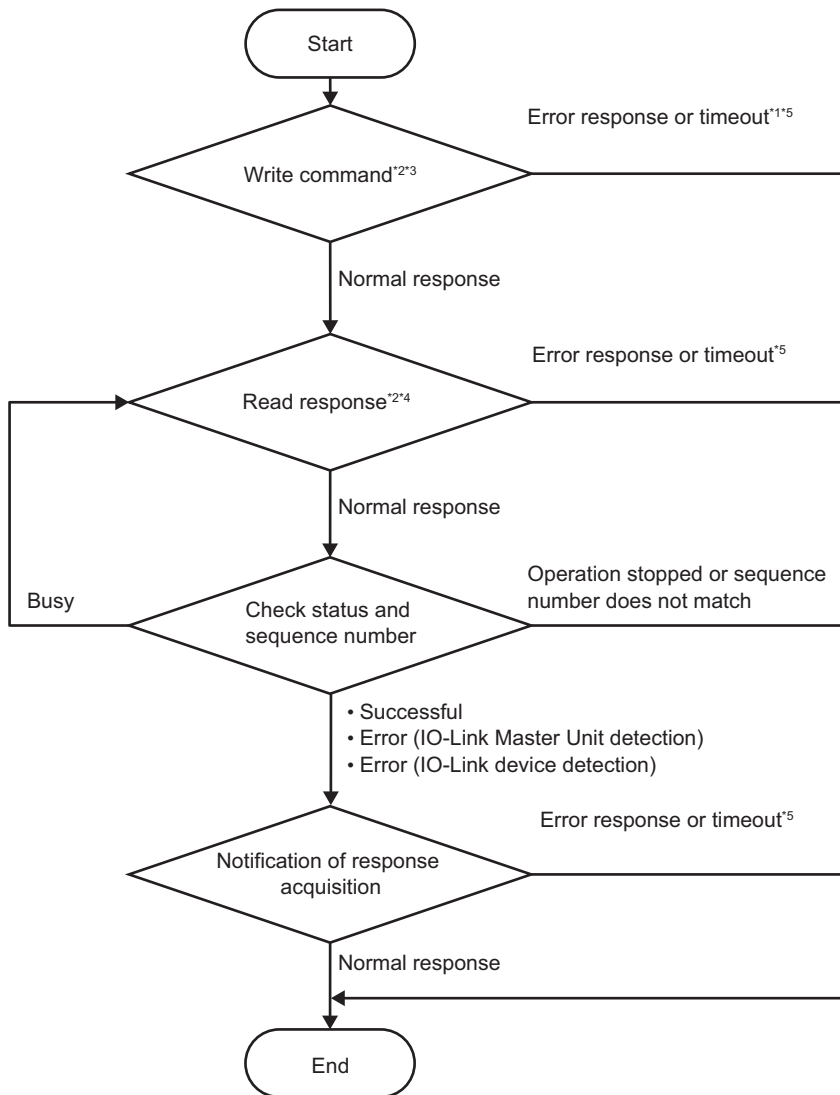 Start
Error response or timeout*1*5
Write command*2*3
Normal response
Error response or timeout*5
Read response*2*4
Normal response
Operation stopped or sequence
number does not match
Busy
Check status and
sequence number
• Successful
• Error (IO-Link Master Unit detection)
• Error (IO-Link device detection)
Error response or timeout*5
Notification of response
acquisition
Normal response
End